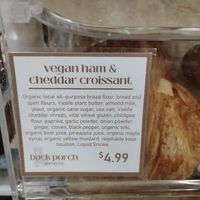 vegan ham &
cheddar croissant
Organic local all-purpose bread flour, bread and
spelt flours, Violife plant butter, almond milk,
yeast, organic cane sugar, sea salt, Violife
cheddar shreds, vital wheat gluten, chickpea
flour, paprika, garlic powder, onion powder,
ginger, cloves, black pepper, organic tofu,
organic beet juice, pineapple juice, organic maple
syrup, organic yellow mustard, vegetable base
bouillon, Liquid Smoke
back porch
$4.99